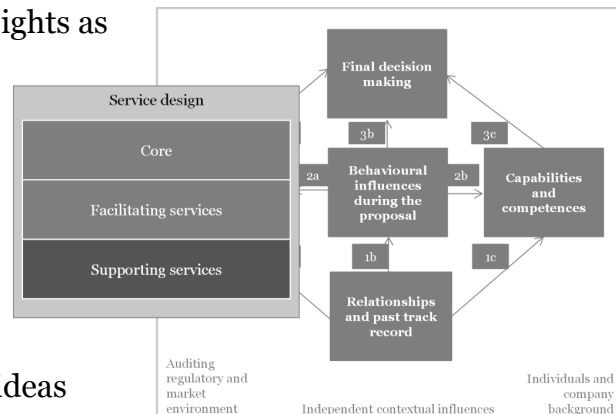 ights as
Final decision
making
Service design
Core
Facilitating services
Supporting services
3b
3c
2a
Behavioural
influences
during the
proposal
2b
Capabilities
and
competences
1b
1c
Relationships
and past track
record
ideas
Auditing
regulatory and
market
environment
Independent contextual influences
Individuals and
company
background